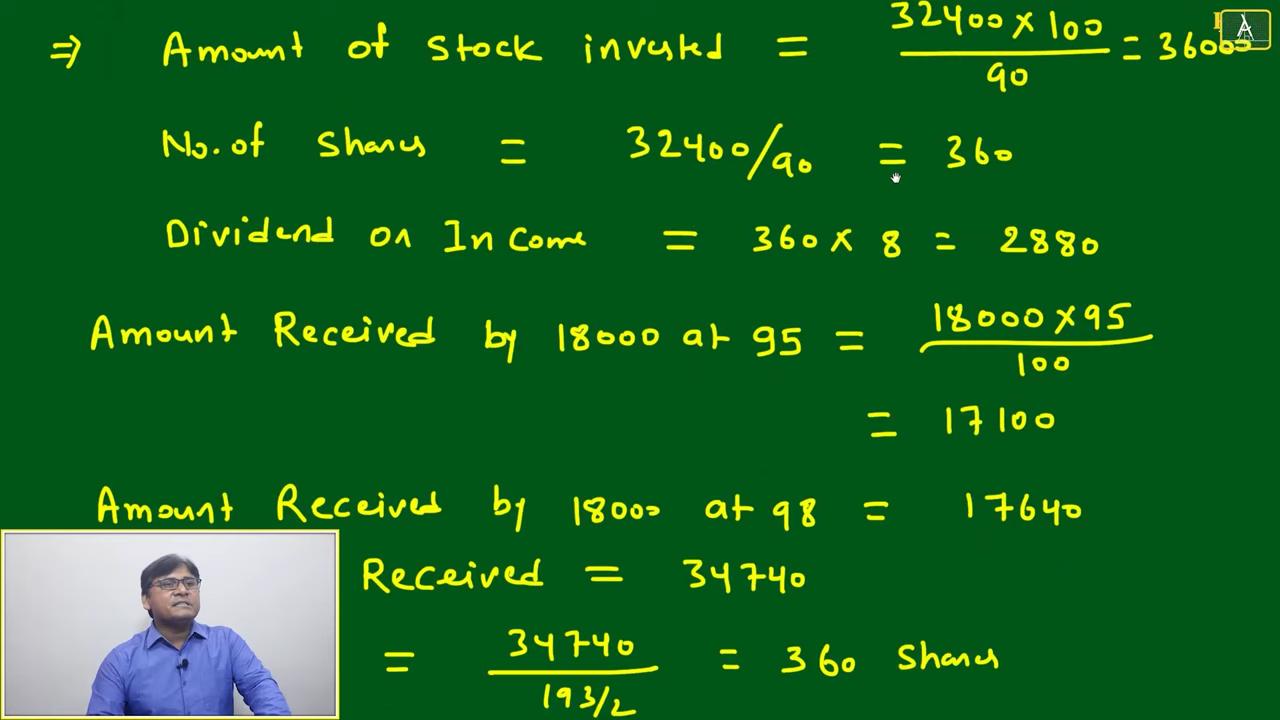 ⇒ Amount of Stock invested = 32400 x 100 / 90 = 36000
No. of Shares = 32400/90 = 360
Dividend on Income = 360 x 8 = 2880
Amount Received by 18000 at 95 = 18000 x 95 / 100
= 17100
Amount Received by 18000 at 98 = 17640
Received = 34740
= 34740 / 193/2 = 360 Shares